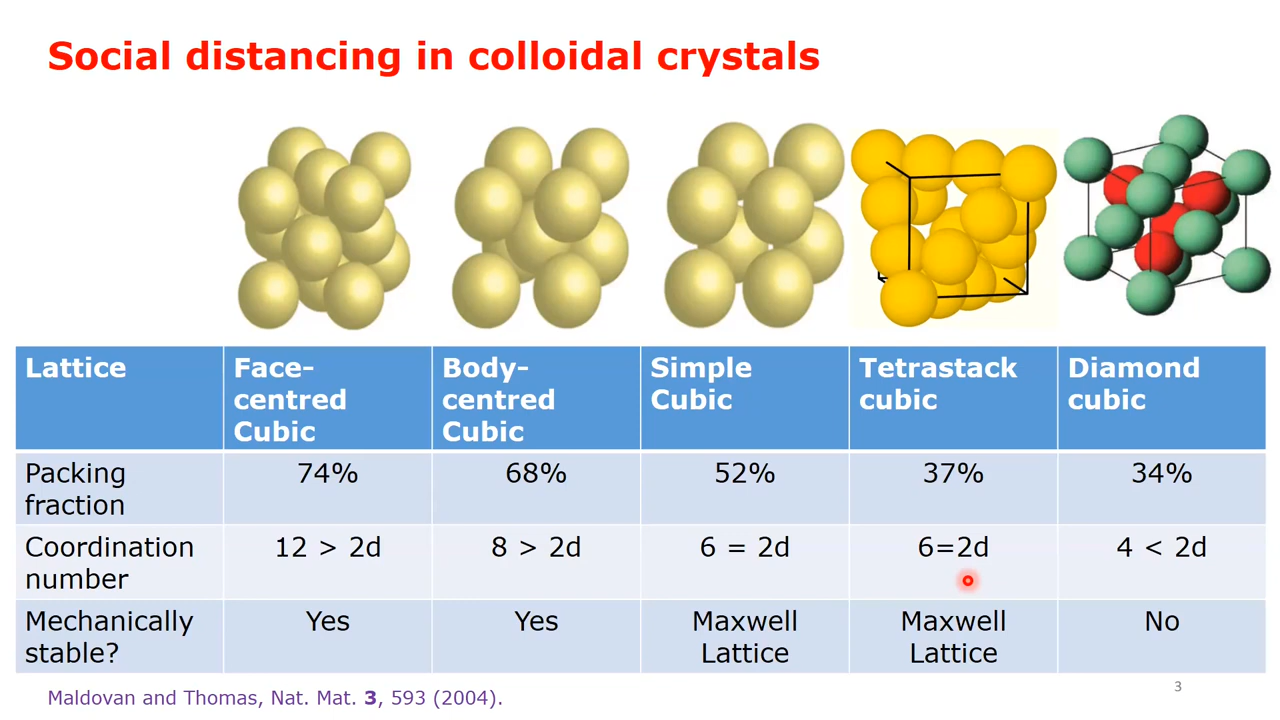 Social distancing in colloidal crystals
Lattice
Face-
centred
Cubic
Body-
centred
Cubic
Simple
Cubic
Tetrastack
cubic
Diamond
cubic
Packing
fraction
74%
68%
52%
37%
34%
Coordination
number
12 > 2d
8 > 2d
6 = 2d
6=2d
4 < 2d
Mechanically
stable?
Yes
Yes
Maxwell
Lattice
Maxwell
Lattice
No
Maldovan and Thomas, Nat. Mat. 3, 593 (2004).
3